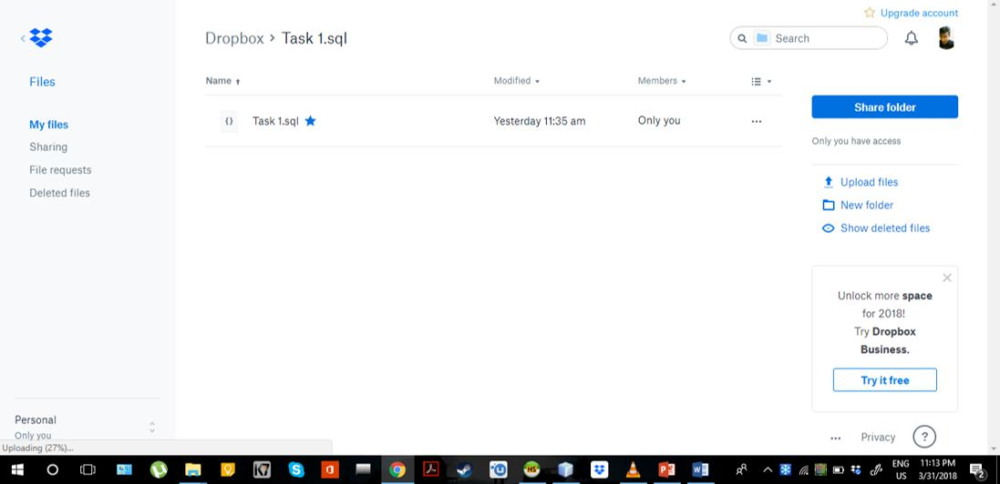 Upgrade account
Dropbox > Task 1.sql
Search
Files
Name
Modified
Members
Share folder
My files
{} Task 1.sql
Yesterday 11:35 am
Only you
...
Only you have access
Sharing
File requests
Deleted files
Upload files
New folder
Show deleted files
Unlock more space
for 2018!
Try Dropbox
Business.
Try it free
Personal
Only you
Uploading (27%)...
...
Privacy
?
ENG
US
11:13 PM
3/31/2018
2